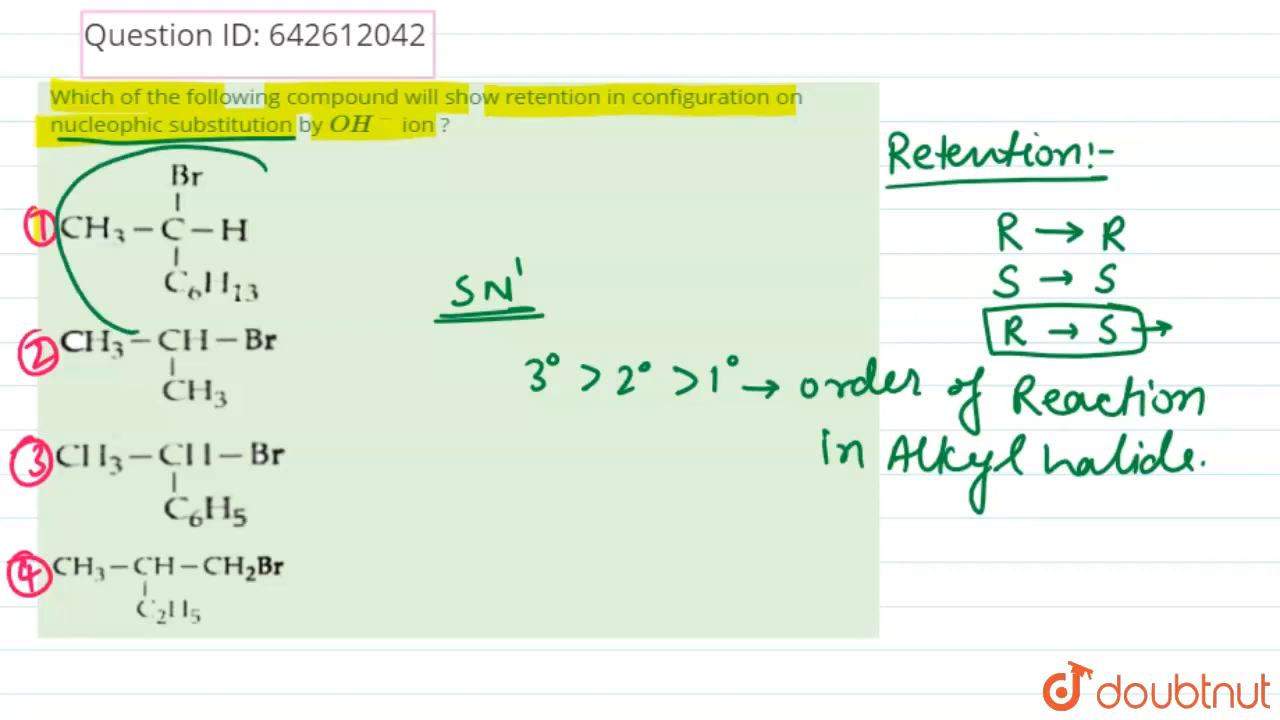 Question ID: 642612042
Which of the following compound will show retention in configuration on
nucleophic substitution by OH⁻ ion ?
① CH₃ – C – H
Br
C₆H₁₃
② CH₃ – CH – Br
CH₃
③ CH₃ – CH – Br
C₆H₅
④ CH₃ – CH – CH₂Br
C₂H₅
SN¹
3° > 2° > 1° → order of Reaction
in Alkyl halide.
Retention:-
R → R
S → S
R → S →
doubtnut